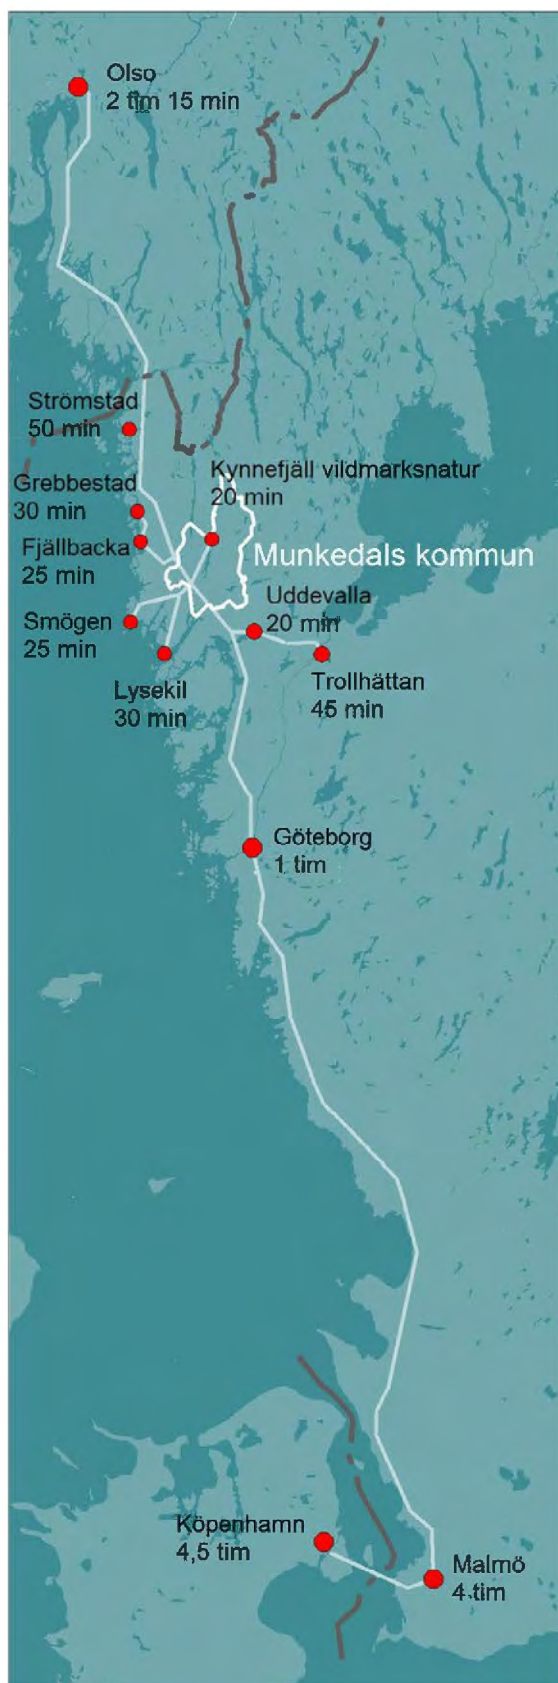 Olso
2 tim 15 min
Strömstad
50 min
Kynnefjäll vildmarksnatur
20 min
Grebbestad
30 min
Fjällbacka
25 min
Munkedals kommun
Uddevalla
20 min
Smögen
25 min
Lysekil
30 min
Trollhättan
45 min
Göteborg
1 tim
Köpenhamn
4,5 tim
Malmö
4 tim